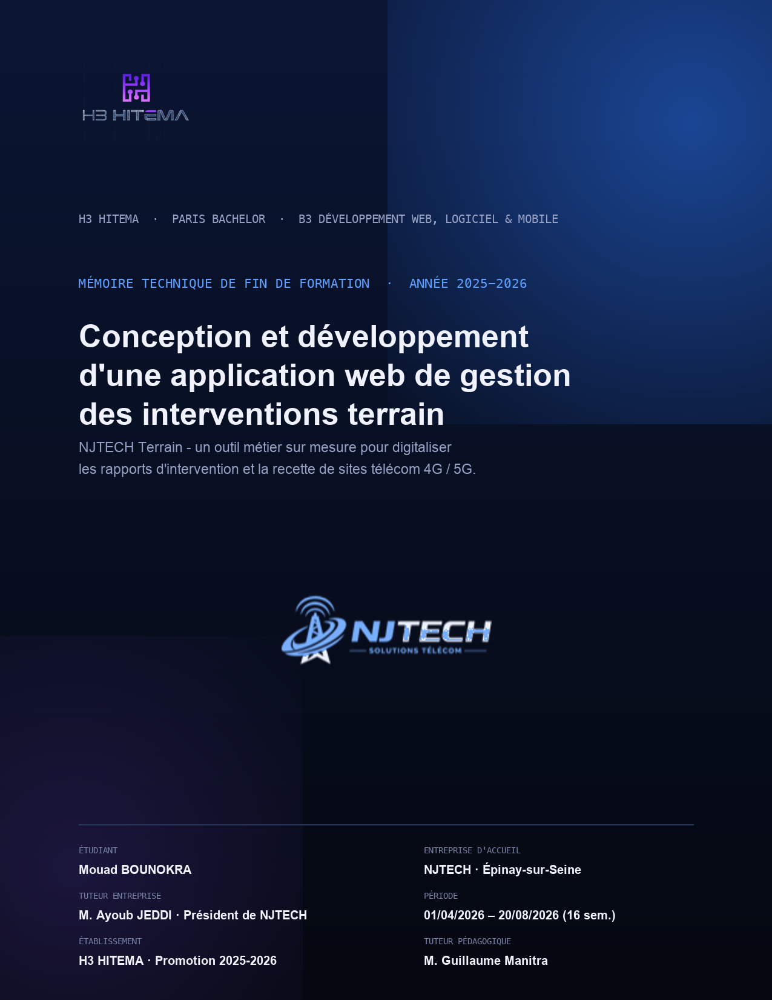 H3 HITEMA
H3 HITEMA · PARIS BACHELOR · B3 DÉVELOPPEMENT WEB, LOGICIEL & MOBILE
MÉMOIRE TECHNIQUE DE FIN DE FORMATION · ANNÉE 2025–2026
Conception et développement
d'une application web de gestion
des interventions terrain
NJTECH Terrain - un outil métier sur mesure pour digitaliser
les rapports d'intervention et la recette de sites télécom 4G / 5G.
NJTECH
SOLUTIONS TÉLÉCOM
ÉTUDIANT
Mouad BOUNOKRA
ENTREPRISE D'ACCUEIL
NJTECH · Épinay-sur-Seine
TUTEUR ENTREPRISE
M. Ayoub JEDDI · Président de NJTECH
PÉRIODE
01/04/2026 – 20/08/2026 (16 sem.)
ÉTABLISSEMENT
H3 HITEMA · Promotion 2025-2026
TUTEUR PÉDAGOGIQUE
M. Guillaume Manitra